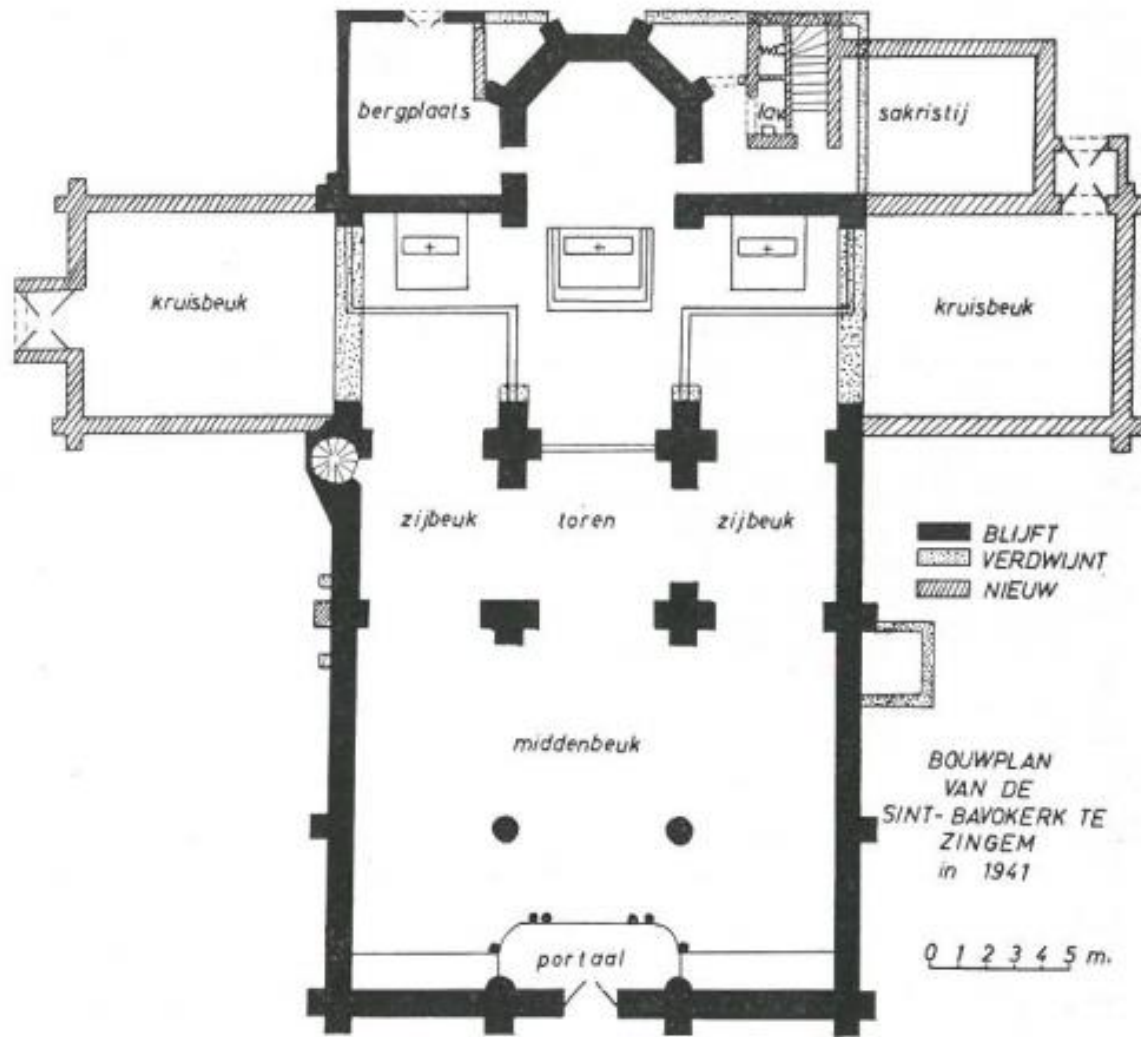 bergplaats
wc
lav.
sakristij
kruisbeuk
kruisbeuk
zijbeuk
toren
zijbeuk
BLIJFT
VERDWIJNT
NIEUW
middenbeuk
BOUWPLAN
VAN DE
SINT-BAVOKERK TE
ZINGEM
in 1941
portaal
0 1 2 3 4 5 m.